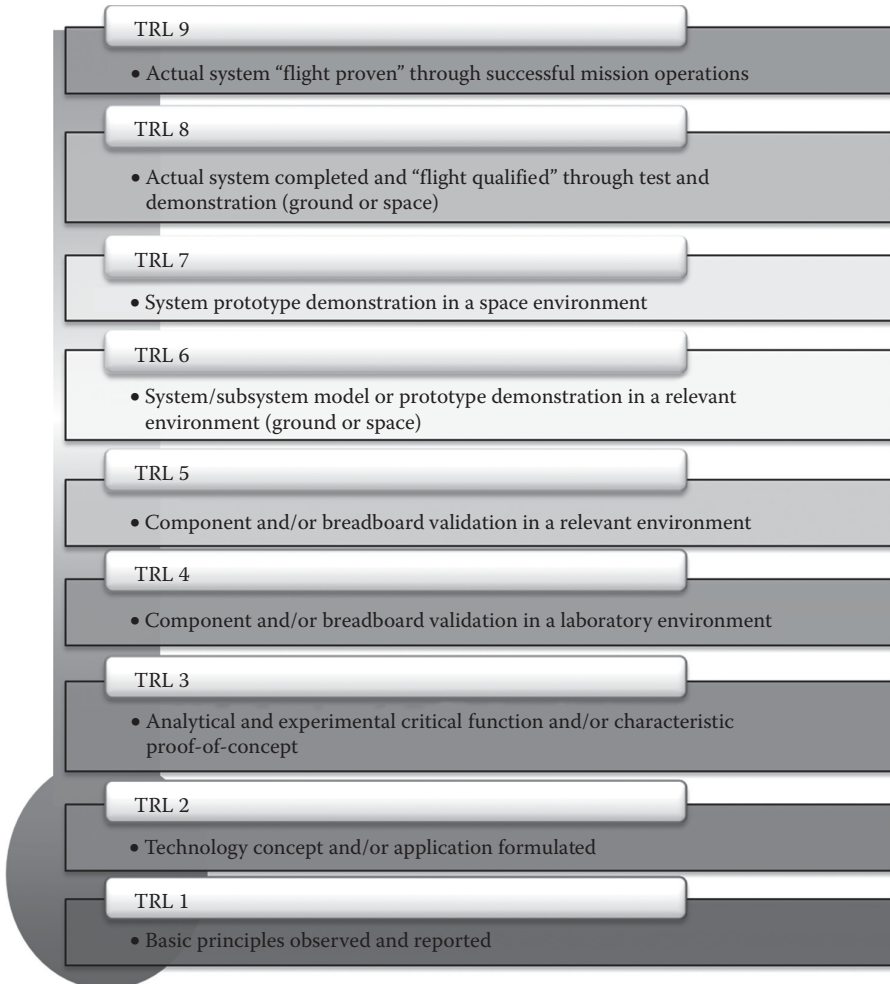 TRL 9
• Actual system “flight proven” through successful mission operations
TRL 8
• Actual system completed and “flight qualified” through test and
demonstration (ground or space)
TRL 7
• System prototype demonstration in a space environment
TRL 6
• System/subsystem model or prototype demonstration in a relevant
environment (ground or space)
TRL 5
• Component and/or breadboard validation in a relevant environment
TRL 4
• Component and/or breadboard validation in a laboratory environment
TRL 3
• Analytical and experimental critical function and/or characteristic
proof-of-concept
TRL 2
• Technology concept and/or application formulated
TRL 1
• Basic principles observed and reported